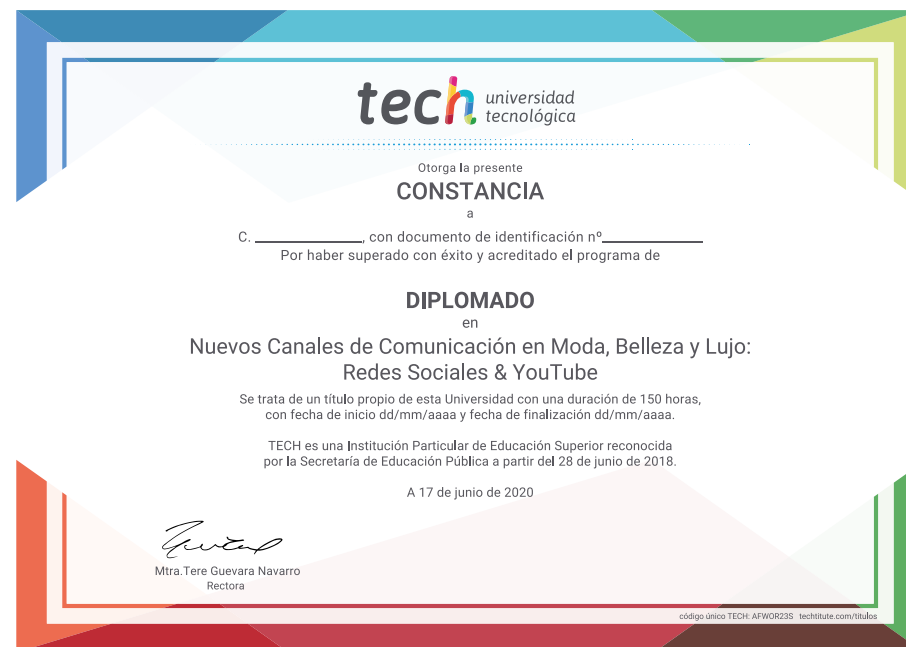 tech universidad
tecnológica
Otorga la presente
CONSTANCIA
a
C. ______________, con documento de identificación nº_____________
Por haber superado con éxito y acreditado el programa de
DIPLOMADO
en
Nuevos Canales de Comunicación en Moda, Belleza y Lujo:
Redes Sociales & YouTube
Se trata de un título propio de esta Universidad con una duración de 150 horas,
con fecha de inicio dd/mm/aaaa y fecha de finalización dd/mm/aaaa.
TECH es una Institución Particular de Educación Superior reconocida
por la Secretaría de Educación Pública a partir del 28 de junio de 2018.
A 17 de junio de 2020
Mtra.Tere Guevara Navarro
Rectora
código único TECH: AFWOR23S techtitute.com/titulos